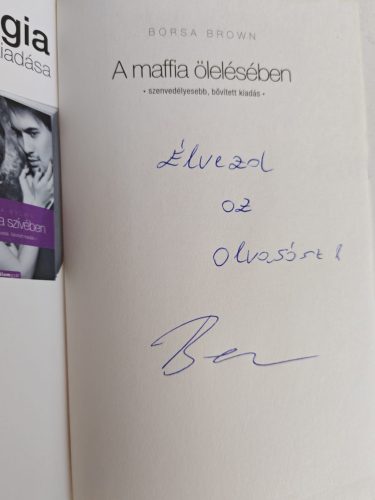 gia
iadása
a szívében
BORSA BROWN
A maffia ölelésében
• szenvedélyesebb, bővített kiadás •
Élvezd
az
olvasást!